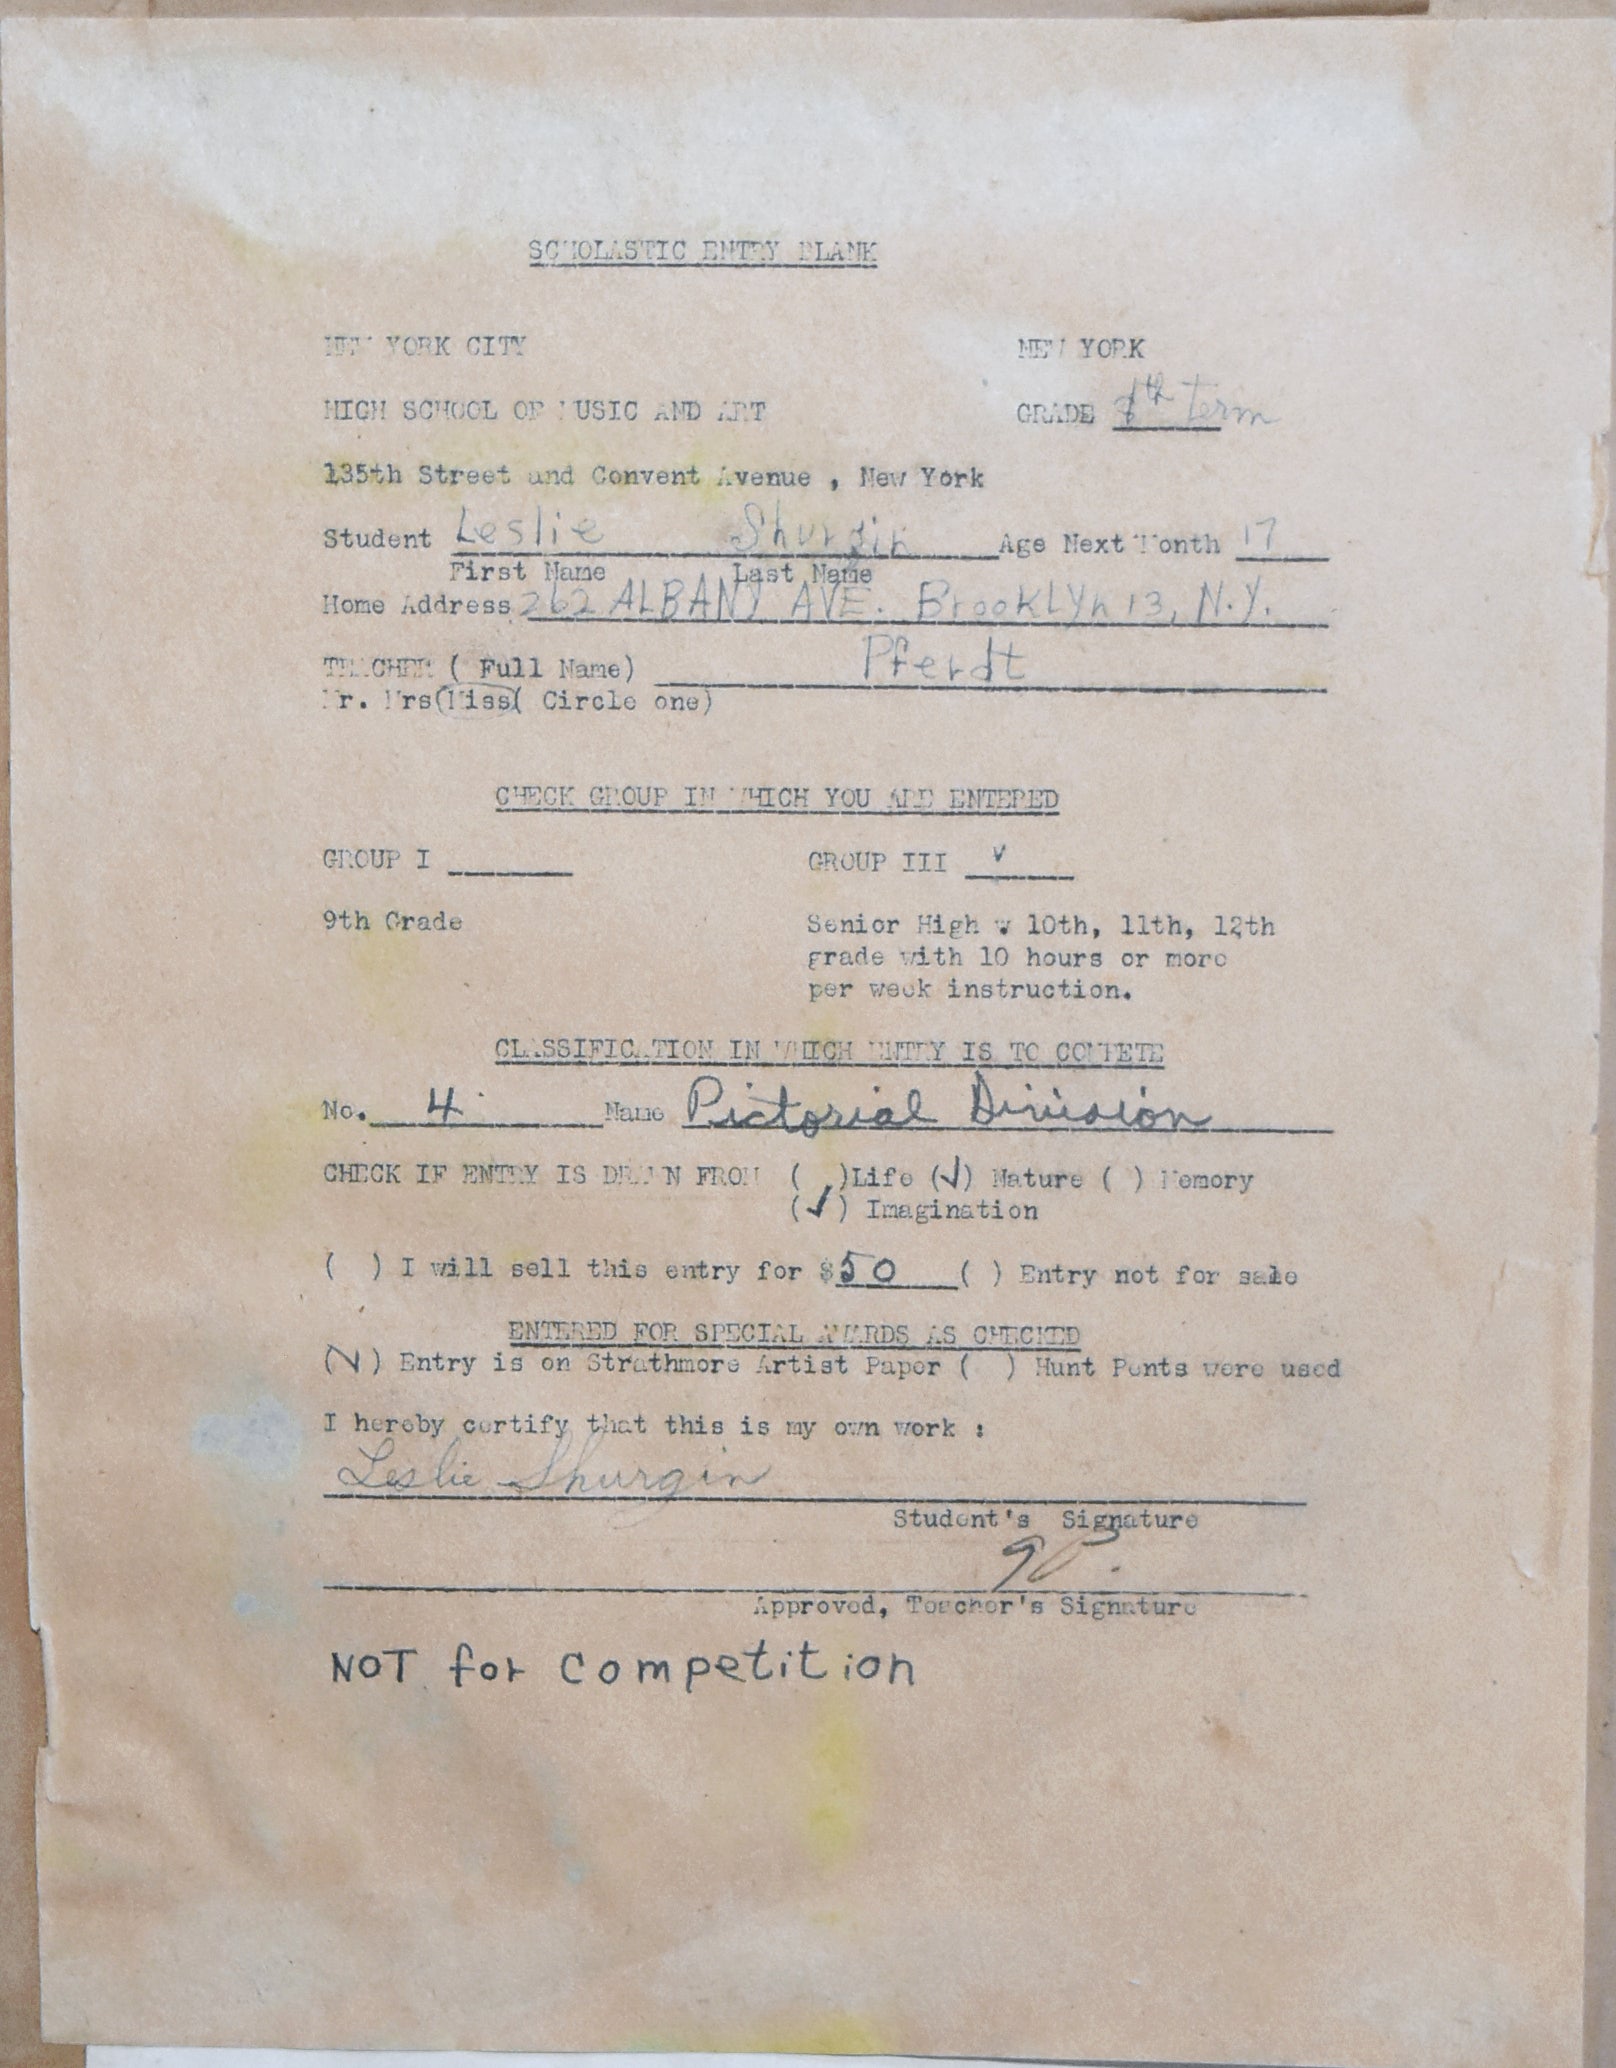 SCHOLASTIC ENTRY BLANK
NEW YORK CITY NEW YORK
HIGH SCHOOL OF MUSIC AND ART GRADE 8th term
135th Street and Convent Avenue , New York
Student Leslie Shurgin Age Next Month 17
First Name Last Name
Home Address 262 ALBANY AVE. BrooKLyn 13, N.Y.
TEACHER ( Full Name) Pferdt
Mr. Mrs(Miss( Circle one)
CHECK GROUP IN WHICH YOU ARE ENTERED
GROUP I GROUP III ✓
9th Grade Senior High 10th, 11th, 12th
grade with 10 hours or more
per week instruction.
CLASSIFICATION IN WHICH ENTRY IS TO COMPETE
No. 4 Name Pictorial Division
CHECK IF ENTRY IS DRAWN FROM ( )Life (✓) Nature ( ) Memory
(✓) Imagination
( ) I will sell this entry for $50 ( ) Entry not for sale
ENTERED FOR SPECIAL AWARDS AS CHECKED
(✓) Entry is on Strathmore Artist Paper ( ) Hunt Pents were used
I hereby certify that this is my own work :
Leslie Shurgin
Student's Signature
Approved, Teacher's Signature
NOT for competition